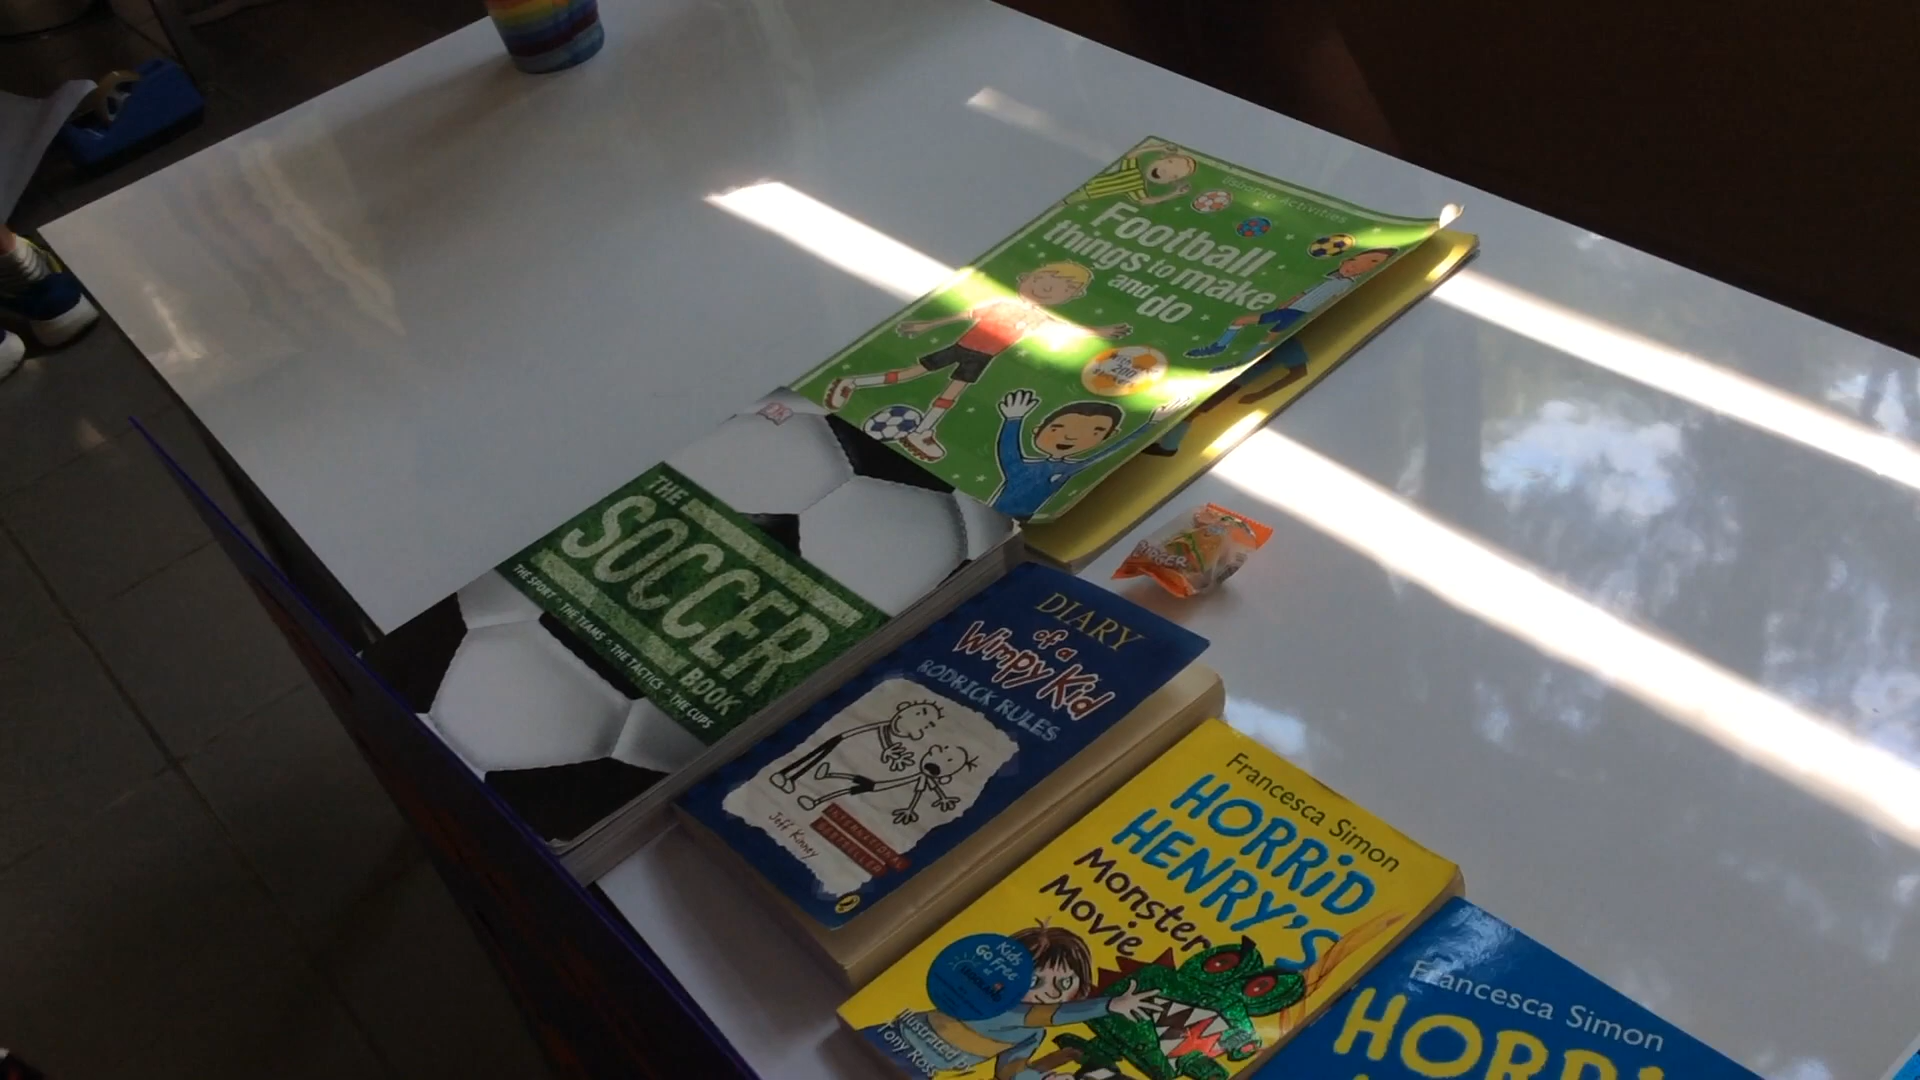 Usborne Activities
Football
things to make
and do
200
DK
THE
SOCCER
BOOK
THE SPORT THE TEAMS THE TACTICS THE CUPS
DIARY
of a
Wimpy Kid
RODRICK RULES
INTERNATIONAL
BESTSELLER
Jeff Kinney
Francesca Simon
HORRiD
HENRY'S
Monster
Movie
Kids
Go Free
at
Illustrated by
Tony Ross
Francesca Simon